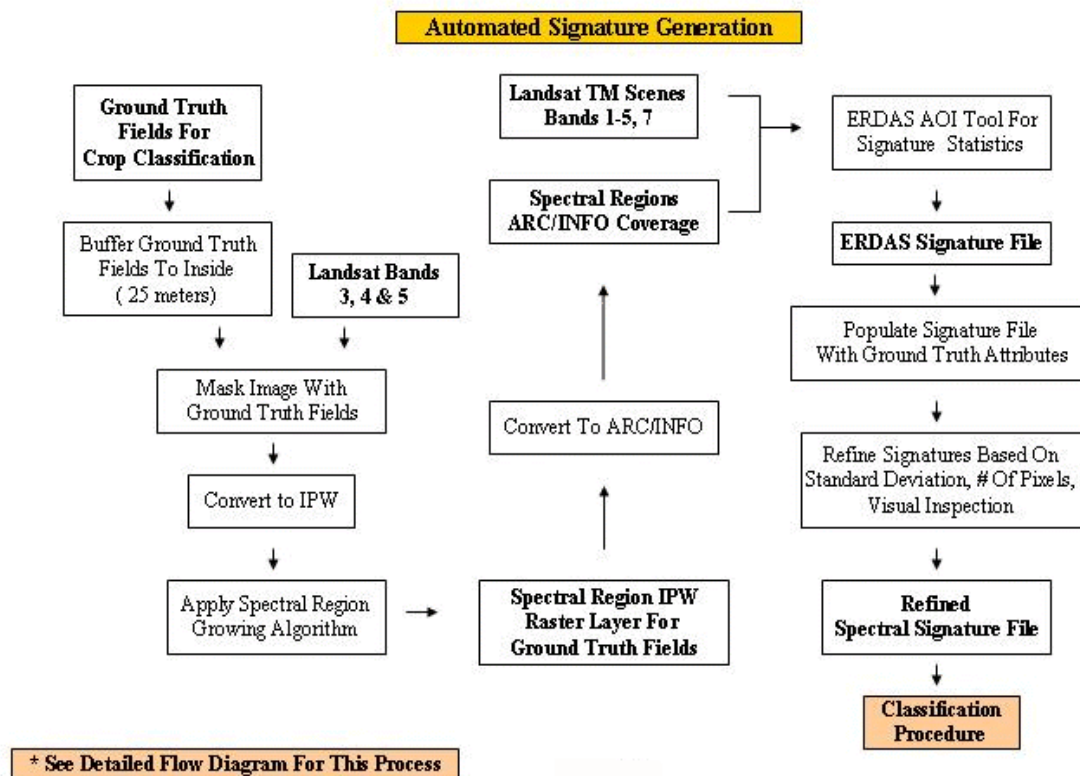 Automated Signature Generation
Ground Truth
Fields For
Crop Classification
Buffer Ground Truth
Fields To Inside
( 25 meters)
Landsat Bands
3, 4 & 5
Mask Image With
Ground Truth Fields
Convert to IPW
Apply Spectral Region
Growing Algorithm
Spectral Region IPW
Raster Layer For
Ground Truth Fields
Convert To ARC/INFO
Spectral Regions
ARC/INFO Coverage
Landsat TM Scenes
Bands 1-5, 7
ERDAS AOI Tool For
Signature Statistics
ERDAS Signature File
Populate Signature File
With Ground Truth Attributes
Refine Signatures Based On
Standard Deviation, # Of Pixels,
Visual Inspection
Refined
Spectral Signature File
Classification
Procedure
* See Detailed Flow Diagram For This Process